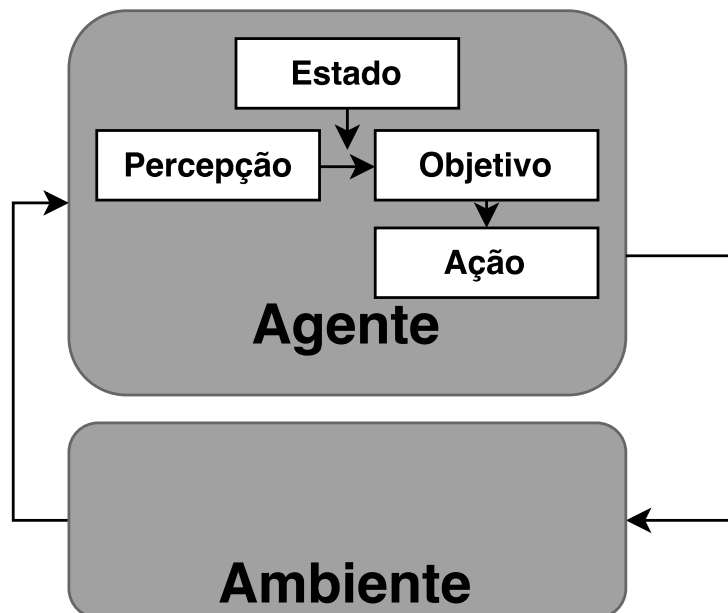 Estado
Percepção
Objetivo
Ação
Agente
Ambiente